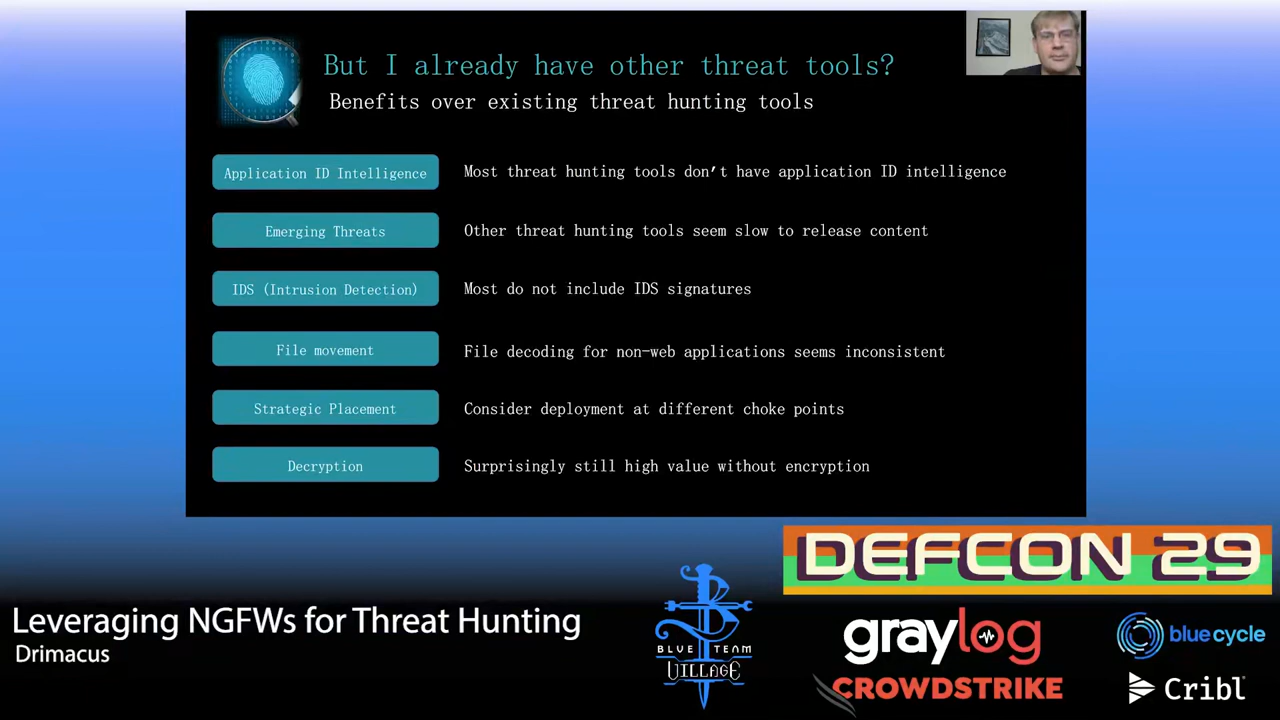 But I already have other threat tools?
Benefits over existing threat hunting tools
Application ID Intelligence
Most threat hunting tools don't have application ID intelligence
Emerging Threats
Other threat hunting tools seem slow to release content
IDS (Intrusion Detection)
Most do not include IDS signatures
File movement
File decoding for non-web applications seems inconsistent
Strategic Placement
Consider deployment at different choke points
Decryption
Surprisingly still high value without encryption
DEFCON 29
Leveraging NGFWs for Threat Hunting
Drimacus
BLUE TEAM
VILLAGE
graylog
blue cycle
CROWDSTRIKE
Cribl